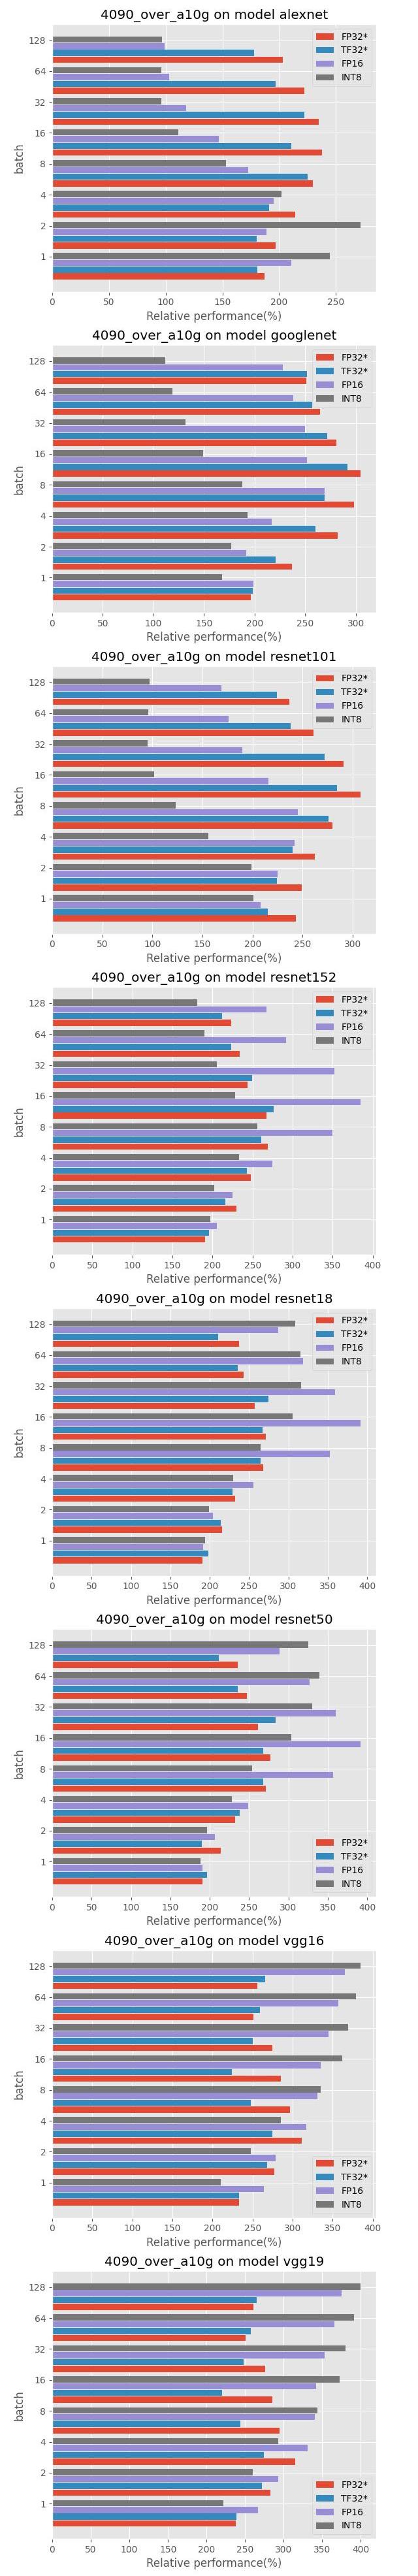 4090_over_a10g on model alexnet
FP32*
TF32*
FP16
INT8
128
64
32
16
8
4
2
1
batch
0 50 100 150 200 250
Relative performance(%)
4090_over_a10g on model googlenet
FP32*
TF32*
FP16
INT8
128
64
32
16
8
4
2
1
batch
0 50 100 150 200 250 300
Relative performance(%)
4090_over_a10g on model resnet101
FP32*
TF32*
FP16
INT8
128
64
32
16
8
4
2
1
batch
0 50 100 150 200 250 300
Relative performance(%)
4090_over_a10g on model resnet152
FP32*
TF32*
FP16
INT8
128
64
32
16
8
4
2
1
batch
0 50 100 150 200 250 300 350 400
Relative performance(%)
4090_over_a10g on model resnet18
FP32*
TF32*
FP16
INT8
128
64
32
16
8
4
2
1
batch
0 50 100 150 200 250 300 350 400
Relative performance(%)
4090_over_a10g on model resnet50
128
64
32
16
8
4
2
1
batch
FP32*
TF32*
FP16
INT8
0 50 100 150 200 250 300 350 400
Relative performance(%)
4090_over_a10g on model vgg16
128
64
32
16
8
4
2
1
batch
FP32*
TF32*
FP16
INT8
0 50 100 150 200 250 300 350 400
Relative performance(%)
4090_over_a10g on model vgg19
128
64
32
16
8
4
2
1
batch
FP32*
TF32*
FP16
INT8
0 50 100 150 200 250 300 350 400
Relative performance(%)